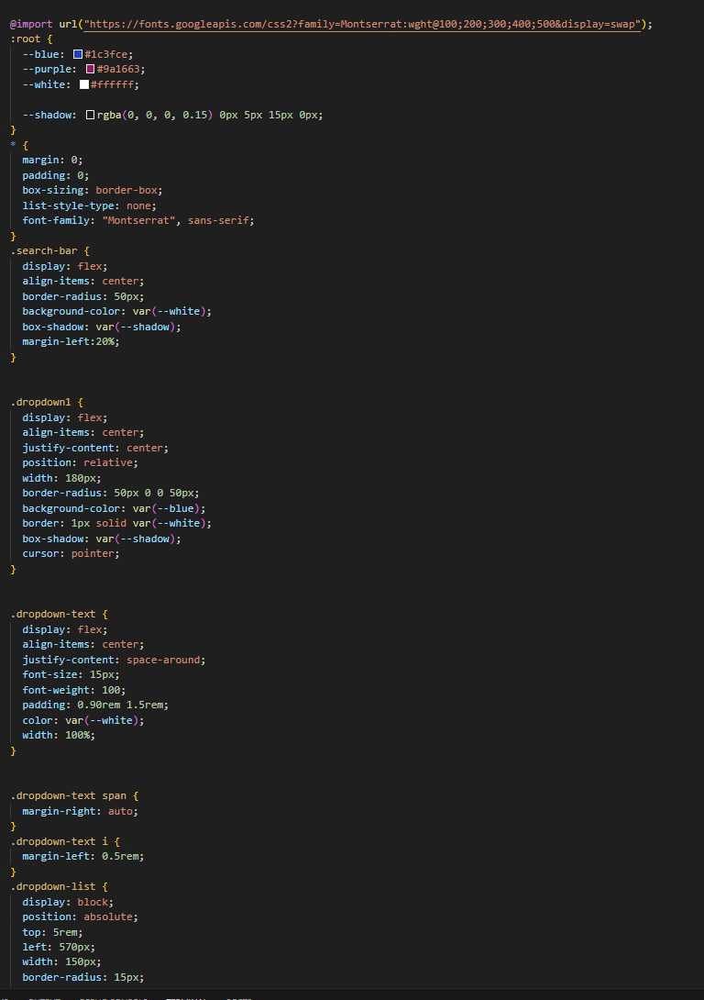 @import url("https://fonts.googleapis.com/css2?family=Montserrat:wght@100;200;300;400;500&display=swap");
:root {
--blue: #1c3fce;
--purple: #9a1663;
--white: #ffffff;
--shadow: rgba(0, 0, 0, 0.15) 0px 5px 15px 0px;
}
* {
margin: 0;
padding: 0;
box-sizing: border-box;
list-style-type: none;
font-family: "Montserrat", sans-serif;
}
.search-bar {
display: flex;
align-items: center;
border-radius: 50px;
background-color: var(--white);
box-shadow: var(--shadow);
margin-left:20%;
}
.dropdown1 {
display: flex;
align-items: center;
justify-content: center;
position: relative;
width: 180px;
border-radius: 50px 0 0 50px;
background-color: var(--blue);
border: 1px solid var(--white);
box-shadow: var(--shadow);
cursor: pointer;
}
.dropdown-text {
display: flex;
align-items: center;
justify-content: space-around;
font-size: 15px;
font-weight: 100;
padding: 0.90rem 1.5rem;
color: var(--white);
width: 100%;
}
.dropdown-text span {
margin-right: auto;
}
.dropdown-text i {
margin-left: 0.5rem;
}
.dropdown-list {
display: block;
position: absolute;
top: 5rem;
left: 570px;
width: 150px;
border-radius: 15px;